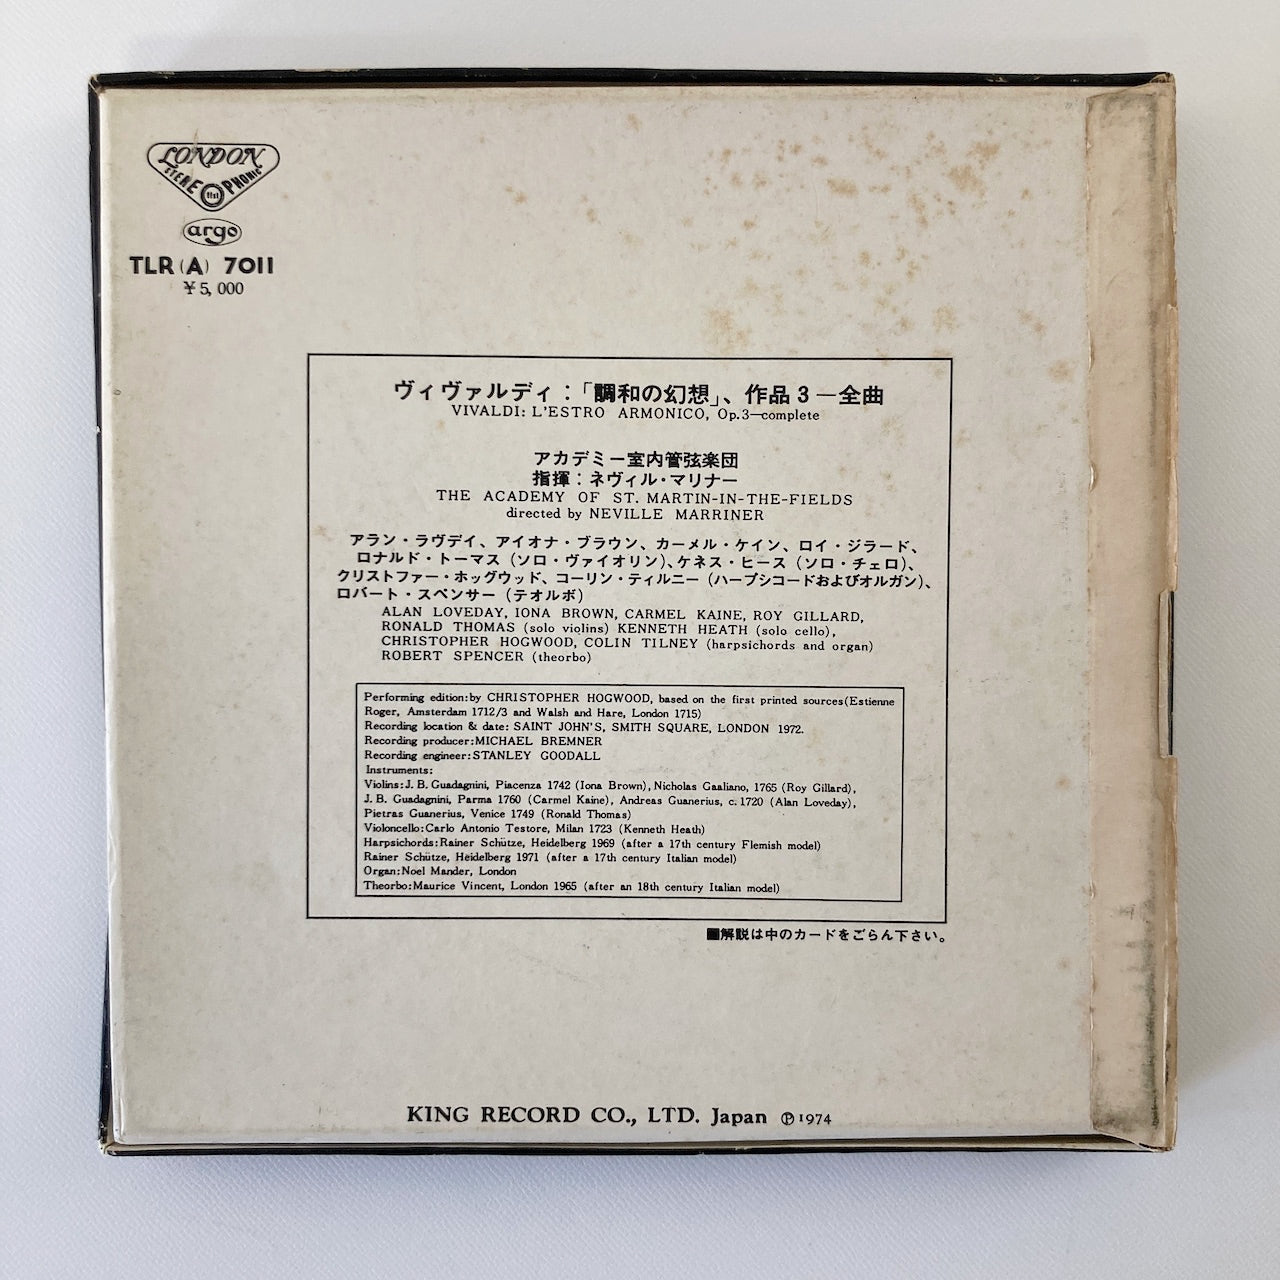 LONDON
STEREOPHONIC
argo
TLR (A) 7011
¥5,000
ヴィヴァルディ:「調和の幻想」、作品3―全曲
VIVALDI: L'ESTRO ARMONICO, Op.3—complete
アカデミー室内管弦楽団
指揮:ネヴィル・マリナー
THE ACADEMY OF ST. MARTIN-IN-THE-FIELDS
directed by NEVILLE MARRINER
アラン・ラヴデイ、アイオナ・ブラウン、カーメル・ケイン、ロイ・ジラード、
ロナルド・トーマス(ソロ・ヴァイオリン)、ケネス・ヒース(ソロ・チェロ)、
クリストファー・ホッグウッド、コーリン・ティルニー(ハープシコードおよびオルガン)、
ロバート・スペンサー(テオルボ)
ALAN LOVEDAY, IONA BROWN, CARMEL KAINE, ROY GILLARD,
RONALD THOMAS (solo violins) KENNETH HEATH (solo cello),
CHRISTOPHER HOGWOOD, COLIN TILNEY (harpsichords and organ)
ROBERT SPENCER (theorbo)
Performing edition:by CHRISTOPHER HOGWOOD, based on the first printed sources(Estienne
Roger, Amsterdam 1712/3 and Walsh and Hare, London 1715)
Recording location & date: SAINT JOHN'S, SMITH SQUARE, LONDON 1972.
Recording producer:MICHAEL BREMNER
Recording engineer:STANLEY GOODALL
Instruments:
Violins:J. B. Guadagnini, Piacenza 1742 (Iona Brown), Nicholas Gaaliano, 1765 (Roy Gillard),
J. B. Guadagnini, Parma 1760 (Carmel Kaine), Andreas Guanerius, c. 1720 (Alan Loveday),
Pietras Guanerius, Venice 1749 (Ronald Thomas)
Violoncello:Carlo Antonio Testore, Milan 1723 (Kenneth Heath)
Harpsichords:Rainer Schütze, Heidelberg 1969 (after a 17th century Flemish model)
Rainer Schütze, Heidelberg 1971 (after a 17th century Italian model)
Organ:Noel Mander, London
Theorbo:Maurice Vincent, London 1965 (after an 18th century Italian model)
■解説は中のカードをごらん下さい。
KING RECORD CO., LTD. Japan ℗1974